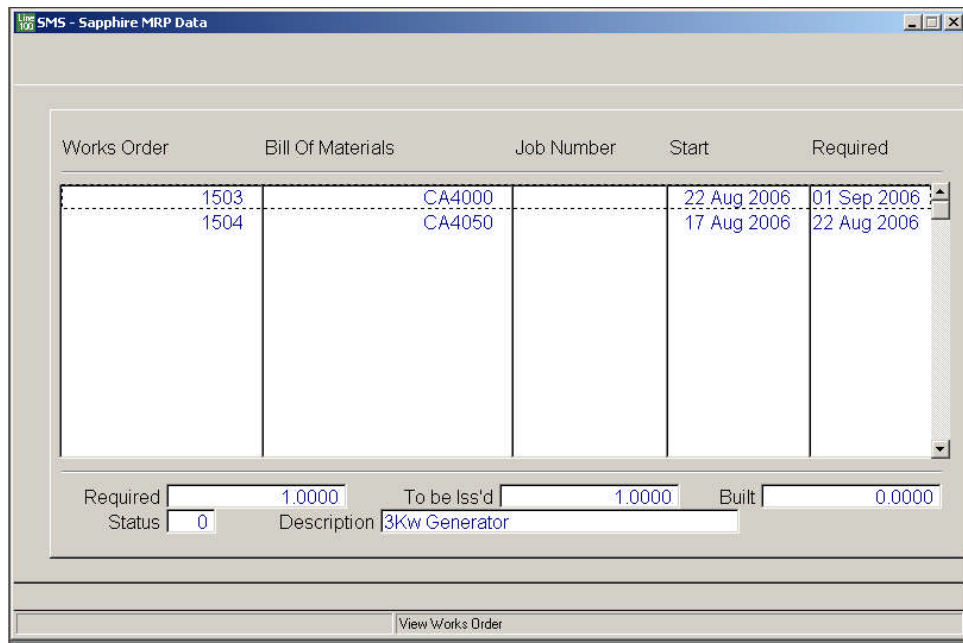 Line 100 SMS - Sapphire MRP Data
Works Order Bill Of Materials Job Number Start Required
1503 CA4000 22 Aug 2006 01 Sep 2006
1504 CA4050 17 Aug 2006 22 Aug 2006
Required 1.0000 To be Iss'd 1.0000 Built 0.0000
Status 0 Description 3Kw Generator
View Works Order